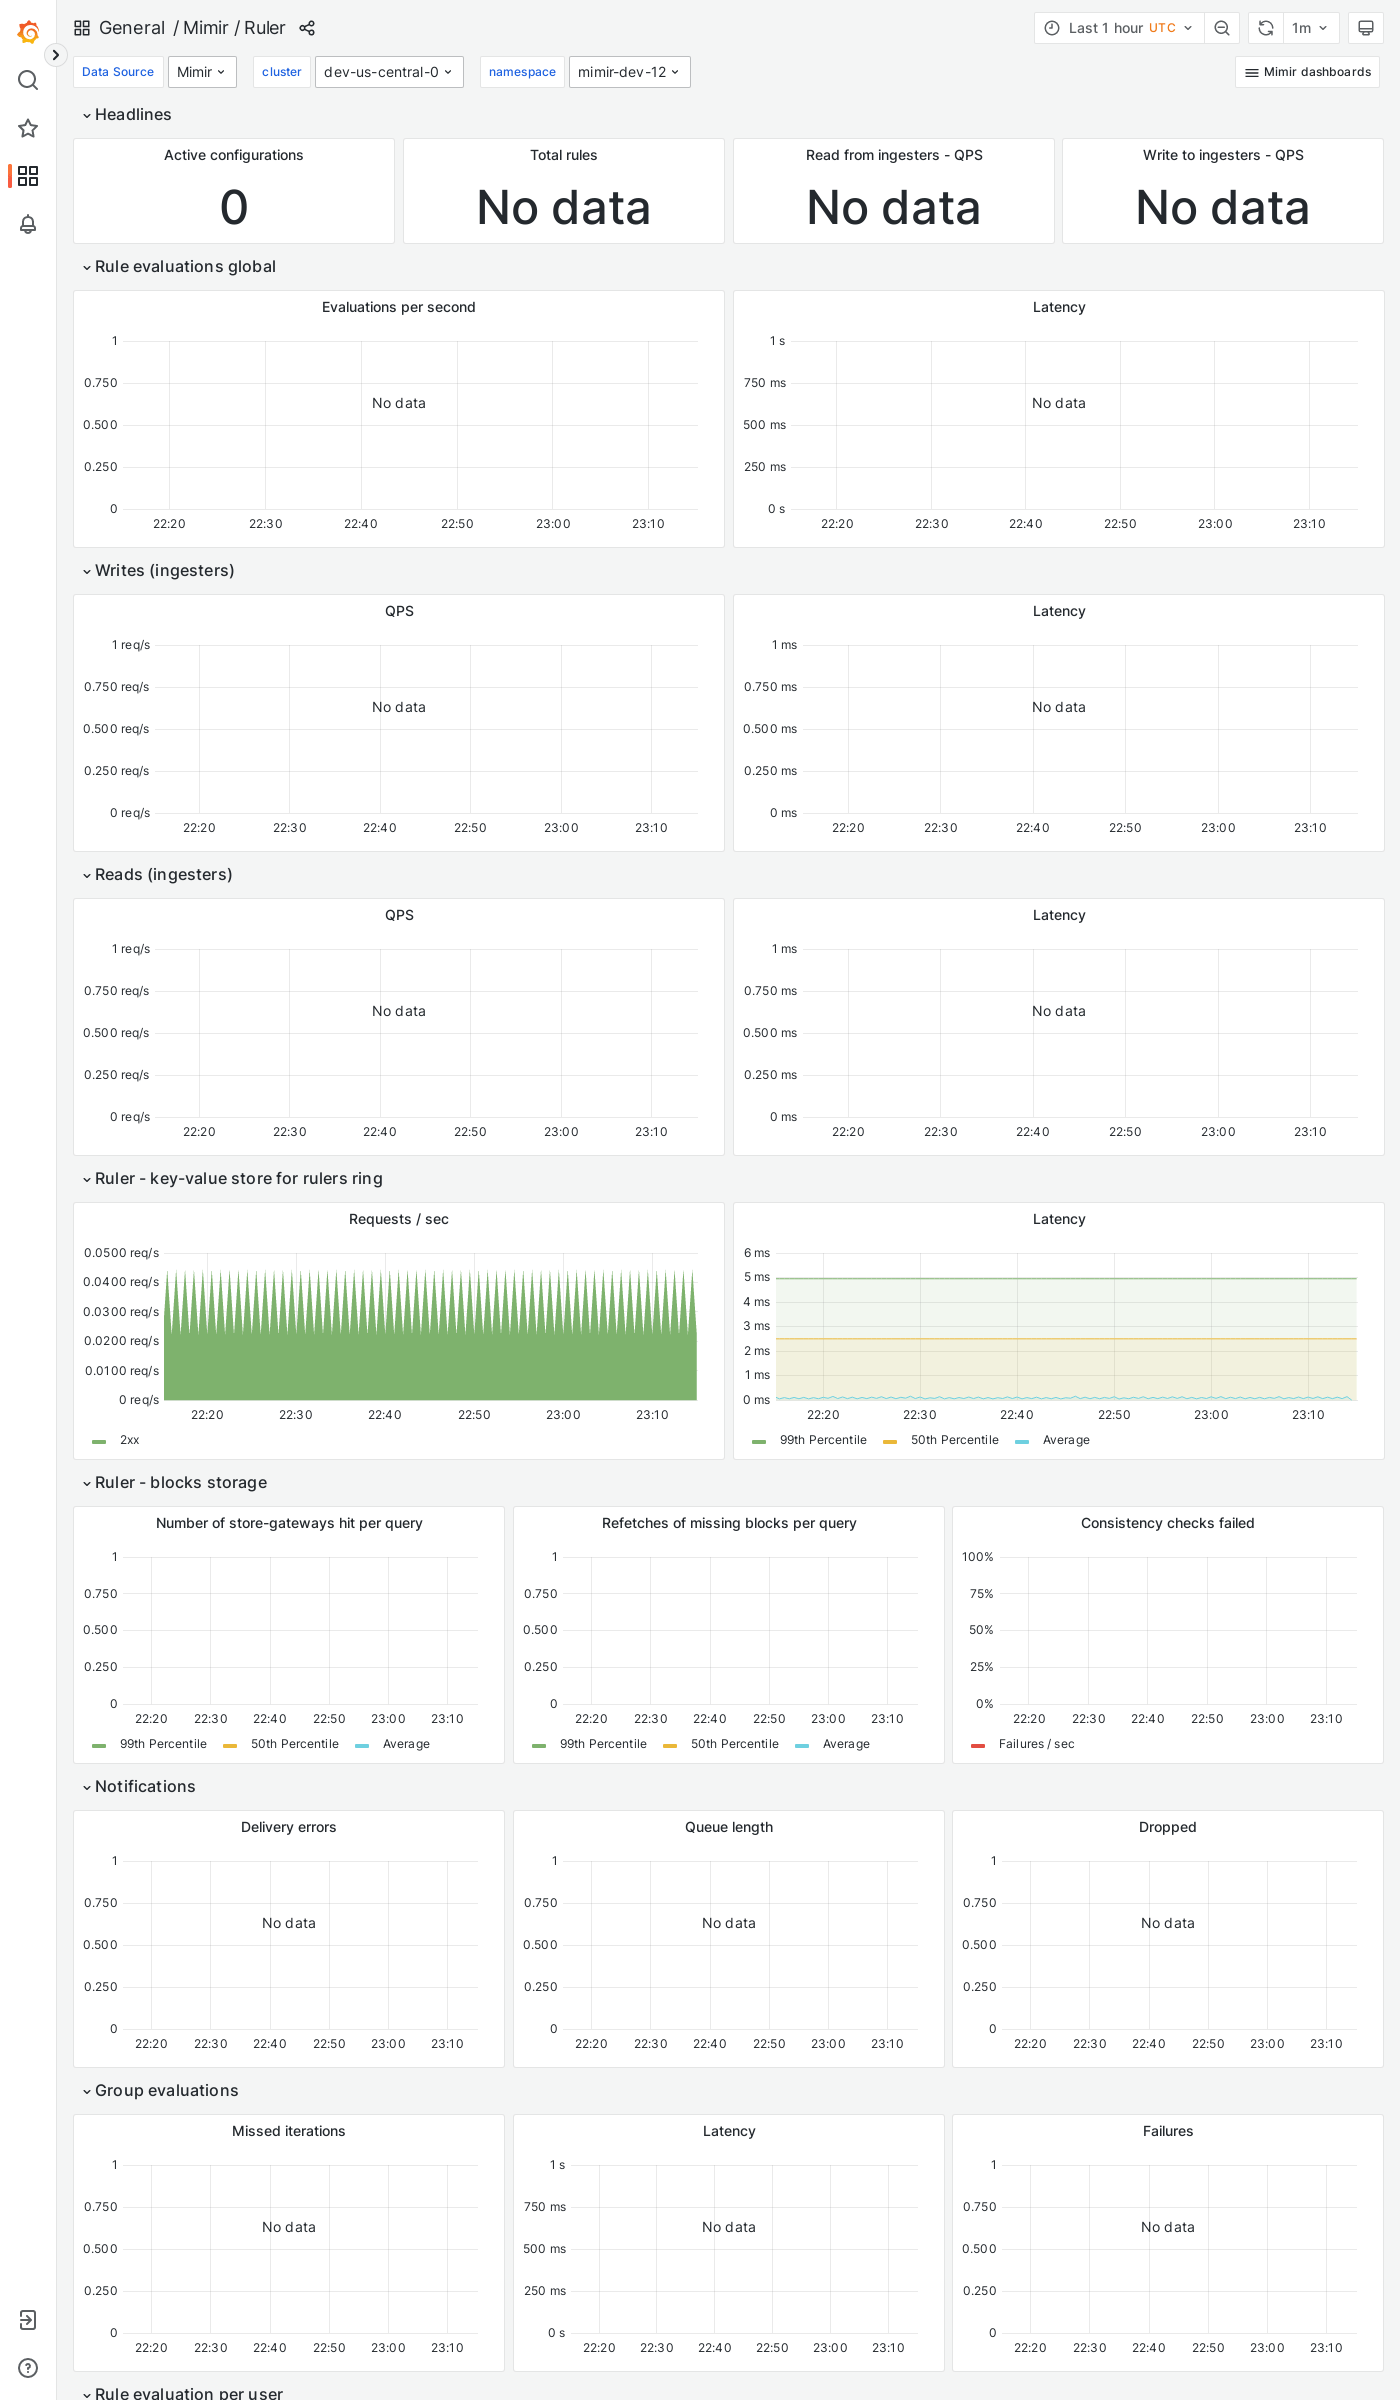 General / Mimir / Ruler
Last 1 hour UTC
1m
Data Source Mimir cluster dev-us-central-0 namespace mimir-dev-12 Mimir dashboards
Headlines
Active configurations Total rules Read from ingesters - QPS Write to ingesters - QPS
0 No data No data No data
Rule evaluations global
Evaluations per second
1
0.750
No data
0.500
0.250
0
22:20 22:30 22:40 22:50 23:00 23:10
Latency
1 s
750 ms
No data
500 ms
250 ms
0 s
22:20 22:30 22:40 22:50 23:00 23:10
Writes (ingesters)
QPS
1 req/s
0.750 req/s
No data
0.500 req/s
0.250 req/s
0 req/s
22:20 22:30 22:40 22:50 23:00 23:10
Latency
1 ms
0.750 ms
No data
0.500 ms
0.250 ms
0 ms
22:20 22:30 22:40 22:50 23:00 23:10
Reads (ingesters)
QPS
1 req/s
0.750 req/s
No data
0.500 req/s
0.250 req/s
0 req/s
22:20 22:30 22:40 22:50 23:00 23:10
Latency
1 ms
0.750 ms
No data
0.500 ms
0.250 ms
0 ms
22:20 22:30 22:40 22:50 23:00 23:10
Ruler - key-value store for rulers ring
Requests / sec
0.0500 req/s
0.0400 req/s
0.0300 req/s
0.0200 req/s
0.0100 req/s
0 req/s
22:20 22:30 22:40 22:50 23:00 23:10
2xx
Latency
6 ms
5 ms
4 ms
3 ms
2 ms
1 ms
0 ms
22:20 22:30 22:40 22:50 23:00 23:10
99th Percentile 50th Percentile Average
Ruler - blocks storage
Number of store-gateways hit per query
1
0.750
0.500
0.250
0
22:20 22:30 22:40 22:50 23:00 23:10
99th Percentile 50th Percentile Average
Refetches of missing blocks per query
1
0.750
0.500
0.250
0
22:20 22:30 22:40 22:50 23:00 23:10
99th Percentile 50th Percentile Average
Consistency checks failed
100%
75%
50%
25%
0%
22:20 22:30 22:40 22:50 23:00 23:10
Failures / sec
Notifications
Delivery errors
1
0.750
No data
0.500
0.250
0
22:20 22:30 22:40 22:50 23:00 23:10
Queue length
1
0.750
No data
0.500
0.250
0
22:20 22:30 22:40 22:50 23:00 23:10
Dropped
1
0.750
No data
0.500
0.250
0
22:20 22:30 22:40 22:50 23:00 23:10
Group evaluations
Missed iterations
1
0.750
No data
0.500
0.250
0
22:20 22:30 22:40 22:50 23:00 23:10
Latency
1 s
750 ms
No data
500 ms
250 ms
0 s
22:20 22:30 22:40 22:50 23:00 23:10
Failures
1
0.750
No data
0.500
0.250
0
22:20 22:30 22:40 22:50 23:00 23:10
Rule evaluation per user